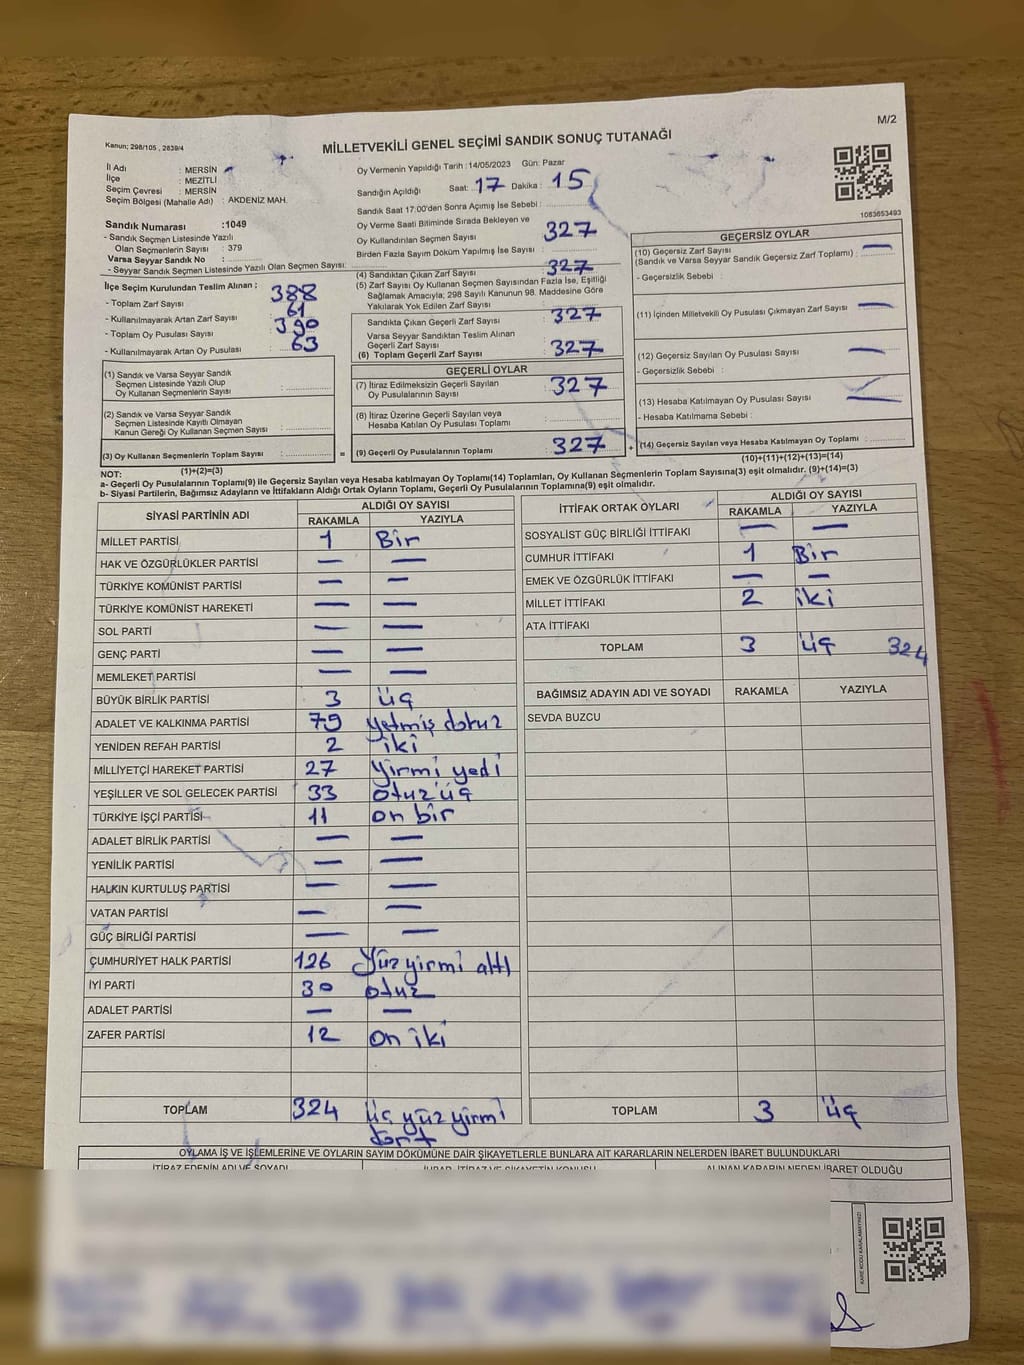 M/2
Kanun; 298/105 , 2839/4
MİLLETVEKİLİ GENEL SEÇİMİ SANDIK SONUÇ TUTANAĞI
İl Adı : MERSİN
İlçe : MEZİTLİ
Seçim Çevresi : MERSİN
Seçim Bölgesi (Mahalle Adı) : AKDENİZ MAH.
Sandık Numarası :1049
- Sandık Seçmen Listesinde Yazılı
Olan Seçmenlerin Sayısı : 379
Varsa Seyyar Sandık No :
- Seyyar Sandık Seçmen Listesinde Yazılı Olan Seçmen Sayısı:
İlçe Seçim Kurulundan Teslim Alınan ;
- Toplam Zarf Sayısı : 388
- Kullanılmayarak Artan Zarf Sayısı : 61
- Toplam Oy Pusulası Sayısı : 390
- Kullanılmayarak Artan Oy Pusulası : 63
(1) Sandık ve Varsa Seyyar Sandık
Seçmen Listesinde Yazılı Olup
Oy Kullanan Seçmenlerin Sayısı :
(2) Sandık ve Varsa Seyyar Sandık
Seçmen Listesinde Kayıtlı Olmayan
Kanun Gereği Oy Kullanan Seçmen Sayısı :
(3) Oy Kullanan Seçmenlerin Toplam Sayısı : =
(1)+(2)=(3)
Oy Vermenin Yapıldığı Tarih : 14/05/2023 Gün: Pazar
Sandığın Açıldığı Saat: 17 Dakika : 15
Sandık Saat 17:00'den Sonra Açımış İse Sebebi :
Oy Verme Saati Bitiminde Sırada Bekleyen ve
Oy Kullandırılan Seçmen Sayısı : 327
Birden Fazla Sayım Döküm Yapılmış İse Sayısı :
(4) Sandıktan Çıkan Zarf Sayısı : 327
(5) Zarf Sayısı Oy Kullanan Seçmen Sayısından Fazla İse, Eşitliği
Sağlamak Amacıyla; 298 Sayılı Kanunun 98. Maddesine Göre
Yakılarak Yok Edilen Zarf Sayısı :
Sandıkta Çıkan Geçerli Zarf Sayısı : 327
Varsa Seyyar Sandıktan Teslim Alınan
Geçerli Zarf Sayısı :
(6) Toplam Geçerli Zarf Sayısı : 327
GEÇERLİ OYLAR
(7) İtiraz Edilmeksizin Geçerli Sayılan
Oy Pusulalarının Sayısı : 327
(8) İtiraz Üzerine Geçerli Sayılan veya
Hesaba Katılan Oy Pusulası Toplamı :
(9) Geçerli Oy Pusulalarının Toplamı : 327 +
1083653493
GEÇERSİZ OYLAR
(10) Geçersiz Zarf Sayısı
(Sandık ve Varsa Seyyar Sandık Geçersiz Zarf Toplamı) : —
- Geçersizlik Sebebi :
(11) İçinden Milletvekili Oy Pusulası Çıkmayan Zarf Sayısı : —
(12) Geçersiz Sayılan Oy Pusulası Sayısı : —
- Geçersizlik Sebebi :
(13) Hesaba Katılmayan Oy Pusulası Sayısı : —
- Hesaba Katılmama Sebebi :
(14) Geçersiz Sayılan veya Hesaba Katılmayan Oy Toplamı :
(10)+(11)+(12)+(13)=(14)
NOT:
a- Geçerli Oy Pusulalarının Toplamı(9) ile Geçersiz Sayılan veya Hesaba katılmayan Oy Toplamı(14) Toplamları, Oy Kullanan Seçmenlerin Toplam Sayısına(3) eşit olmalıdır. (9)+(14)=(3)
b- Siyasi Partilerin, Bağımsız Adayların ve İttifakların Aldığı Ortak Oyların Toplamı, Geçerli Oy Pusulalarının Toplamına(9) eşit olmalıdır.
SİYASİ PARTİNİN ADI ALDIĞI OY SAYISI
RAKAMLA YAZIYLA
MİLLET PARTİSİ 1 Bir
HAK VE ÖZGÜRLÜKLER PARTİSİ — —
TÜRKİYE KOMÜNİST PARTİSİ — —
TÜRKİYE KOMÜNİST HAREKETİ — —
SOL PARTİ — —
GENÇ PARTİ — —
MEMLEKET PARTİSİ — —
BÜYÜK BİRLİK PARTİSİ 3 üç
ADALET VE KALKINMA PARTİSİ 79 yetmiş dokuz
YENİDEN REFAH PARTİSİ 2 iki
MİLLİYETÇİ HAREKET PARTİSİ 27 yirmi yedi
YEŞİLLER VE SOL GELECEK PARTİSİ 33 otuz üç
TÜRKİYE İŞÇİ PARTİSİ 11 on bir
ADALET BİRLİK PARTİSİ — —
YENİLİK PARTİSİ — —
HALKIN KURTULUŞ PARTİSİ — —
VATAN PARTİSİ — —
GÜÇ BİRLİĞİ PARTİSİ — —
ÇUMHURİYET HALK PARTİSİ 126 Yüz yirmi altı
İYİ PARTİ 30 otuz
ADALET PARTİSİ — —
ZAFER PARTİSİ 12 On iki
TOPLAM 324 üç yüz yirmi
dört
İTTİFAK ORTAK OYLARI ALDIĞI OY SAYISI
RAKAMLA YAZIYLA
SOSYALİST GÜÇ BİRLİĞİ İTTİFAKI — —
CUMHUR İTTİFAKI 1 Bir
EMEK VE ÖZGÜRLÜK İTTİFAKI — —
MİLLET İTTİFAKI 2 iki
ATA İTTİFAKI
TOPLAM 3 üç 324
BAĞIMSIZ ADAYIN ADI VE SOYADI RAKAMLA YAZIYLA
SEVDA BUZCU
TOPLAM 3 üç
OYLAMA İŞ VE İŞLEMLERİNE VE OYLARIN SAYIM DÖKÜMÜNE DAİR ŞİKAYETLERLE BUNLARA AİT KARARLARIN NELERDEN İBARET BULUNDUKLARI
İTİRAZ EDENİN ADI VE SOYADI İHBAR, İTİRAZ VE ŞİKAYETİN KONUSU ALINAN KARARIN NEDEN İBARET OLDUĞU
KARE KODU KARALAMAYINIZ!